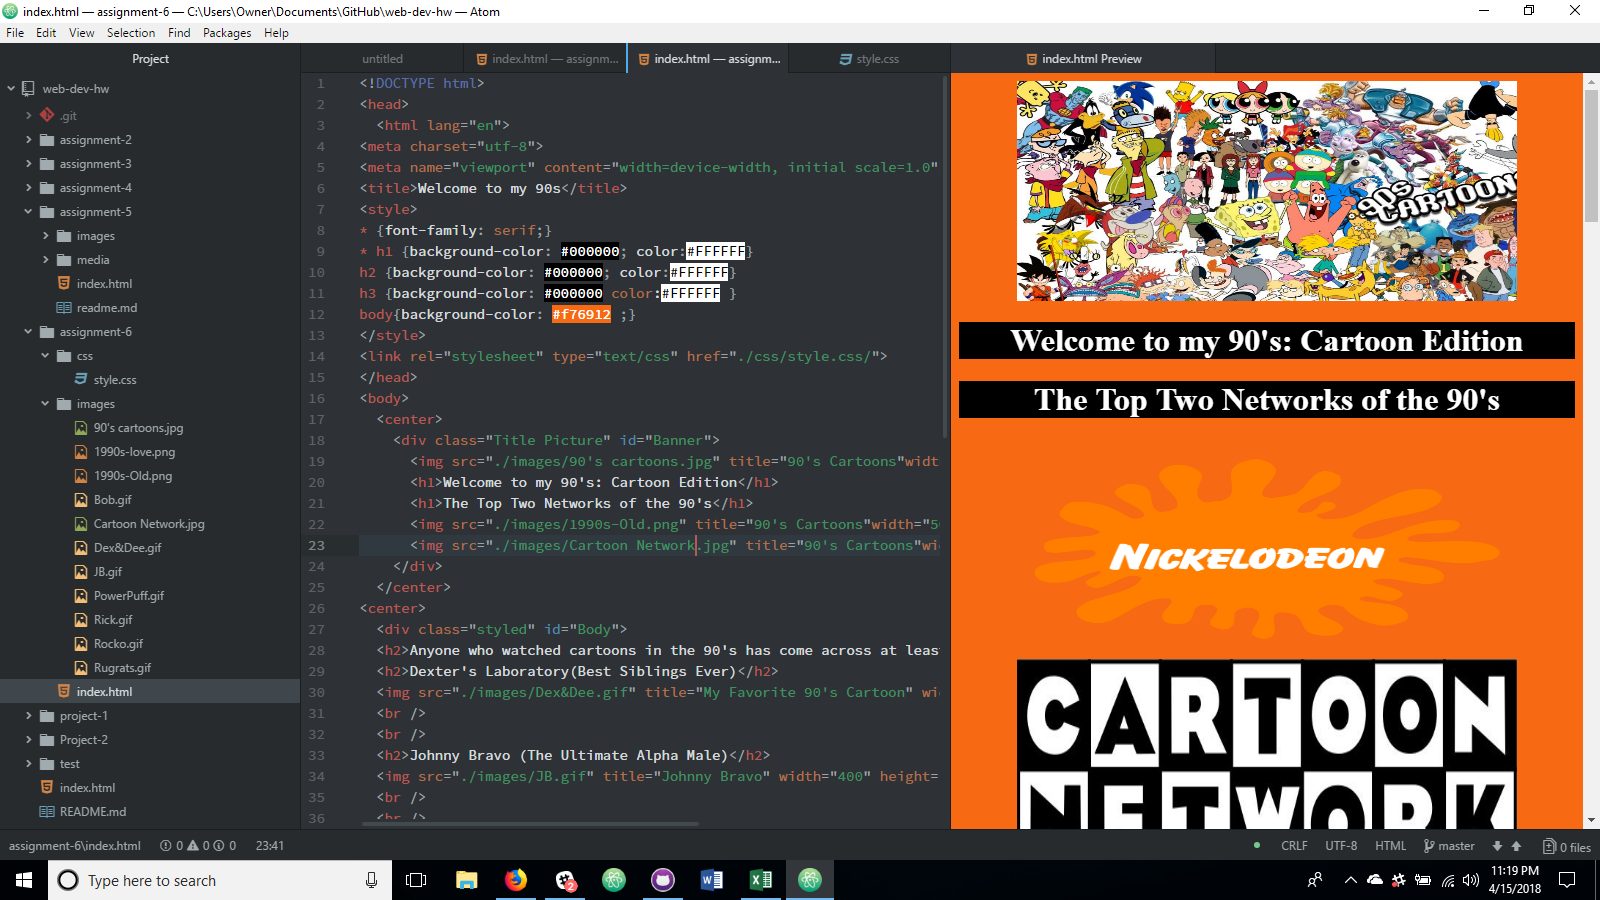 index.html — assignment-6 — C:\Users\Owner\Documents\GitHub\web-dev-hw — Atom
File Edit View Selection Find Packages Help
Project
web-dev-hw
.git
assignment-2
assignment-3
assignment-4
assignment-5
images
media
index.html
readme.md
assignment-6
css
style.css
images
90's cartoons.jpg
1990s-love.png
1990s-Old.png
Bob.gif
Cartoon Network.jpg
Dex&Dee.gif
JB.gif
PowerPuff.gif
Rick.gif
Rocko.gif
Rugrats.gif
index.html
project-1
Project-2
test
index.html
README.md
untitled
index.html — assignm...
index.html — assignm...
style.css
index.html Preview
1 <!DOCTYPE html>
2 <head>
3 <html lang="en">
4 <meta charset="utf-8">
5 <meta name="viewport" content="width=device-width, initial scale=1.0"
6 <title>Welcome to my 90s</title>
7 <style>
8 * {font-family: serif;}
9 * h1 {background-color: #000000; color:#FFFFFF}
10 h2 {background-color: #000000; color:#FFFFFF}
11 h3 {background-color: #000000 color:#FFFFFF }
12 body{background-color: #f76912 ;}
13 </style>
14 <link rel="stylesheet" type="text/css" href="./css/style.css/">
15 </head>
16 <body>
17 <center>
18 <div class="Title Picture" id="Banner">
19 <img src="./images/90's cartoons.jpg" title="90's Cartoons"widt
20 <h1>Welcome to my 90's: Cartoon Edition</h1>
21 <h1>The Top Two Networks of the 90's</h1>
22 <img src="./images/1990s-Old.png" title="90's Cartoons"width="50
23 <img src="./images/Cartoon Network.jpg" title="90's Cartoons"wi
24 </div>
25 </center>
26 <center>
27 <div class="styled" id="Body">
28 <h2>Anyone who watched cartoons in the 90's has come across at leas
29 <h2>Dexter's Laboratory(Best Siblings Ever)</h2>
30 <img src="./images/Dex&Dee.gif" title="My Favorite 90's Cartoon" wi
31 <br />
32 <br />
33 <h2>Johnny Bravo (The Ultimate Alpha Male)</h2>
34 <img src="./images/JB.gif" title="Johnny Bravo" width="400" height=
35 <br />
36 <br />
90S
CARTOONS
Welcome to my 90's: Cartoon Edition
The Top Two Networks of the 90's
NICKELODEON
CARTOON
NETWORK
assignment-6\index.html 0 0 0 23:41 CRLF UTF-8 HTML master 0 files
Type here to search
2
11:19 PM
4/15/2018